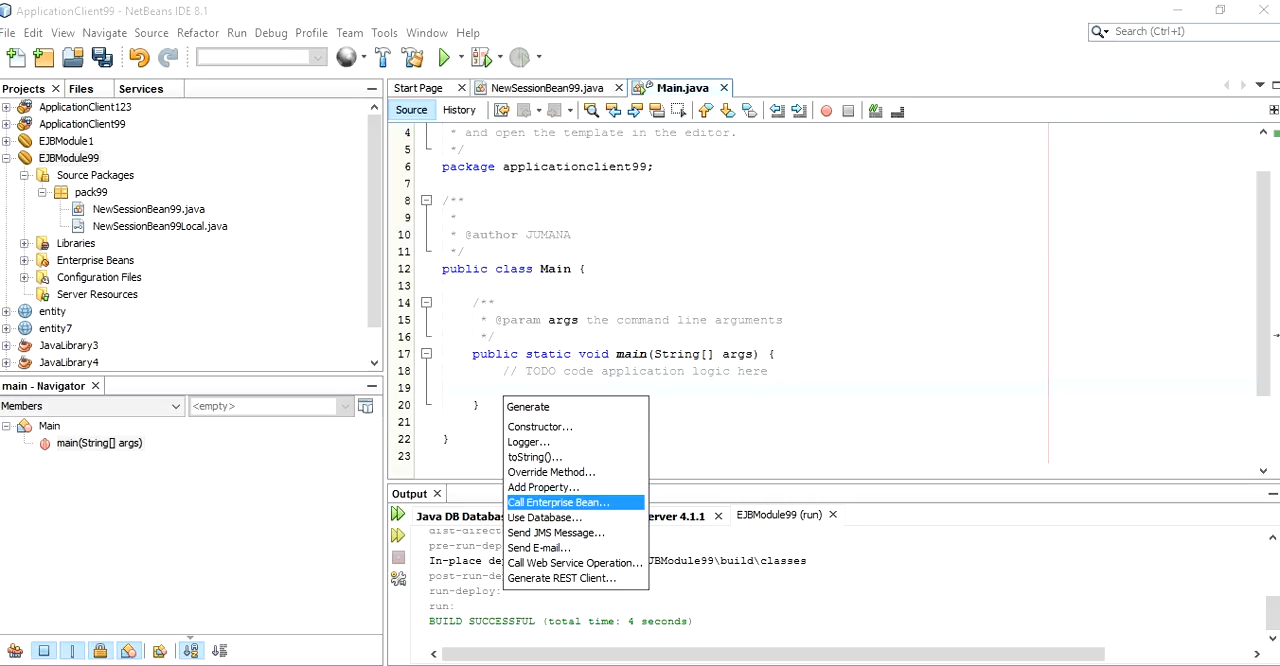 ApplicationClient99 - NetBeans IDE 8.1
File Edit View Navigate Source Refactor Run Debug Profile Team Tools Window Help
Search (Ctrl+I)
Projects Files Services
ApplicationClient123
ApplicationClient99
EJBModule1
EJBModule99
Source Packages
pack99
NewSessionBean99.java
NewSessionBean99Local.java
Libraries
Enterprise Beans
Configuration Files
Server Resources
entity
entity7
JavaLibrary3
JavaLibrary4
main - Navigator
Members <empty>
Main
main(String[] args)
Start Page NewSessionBean99.java Main.java
Source History
4 * and open the template in the editor.
5 */
6 package applicationclient99;
7
8 /**
9 *
10 * @author JUMANA
11 */
12 public class Main {
13
14 /**
15 * @param args the command line arguments
16 */
17 public static void main(String[] args) {
18 // TODO code application logic here
19
20 }
21
22 }
23
Generate
Constructor...
Logger...
toString()...
Override Method...
Add Property...
Call Enterprise Bean...
Use Database...
Send JMS Message...
Send E-mail...
Call Web Service Operation...
Generate REST Client...
Output
Java DB Databas erver 4.1.1 EJBModule99 (run)
dist-direct
pre-run-dep
In-place de JBModule99\build\classes
post-run-de
run-deploy:
run:
BUILD SUCCESSFUL (total time: 4 seconds)